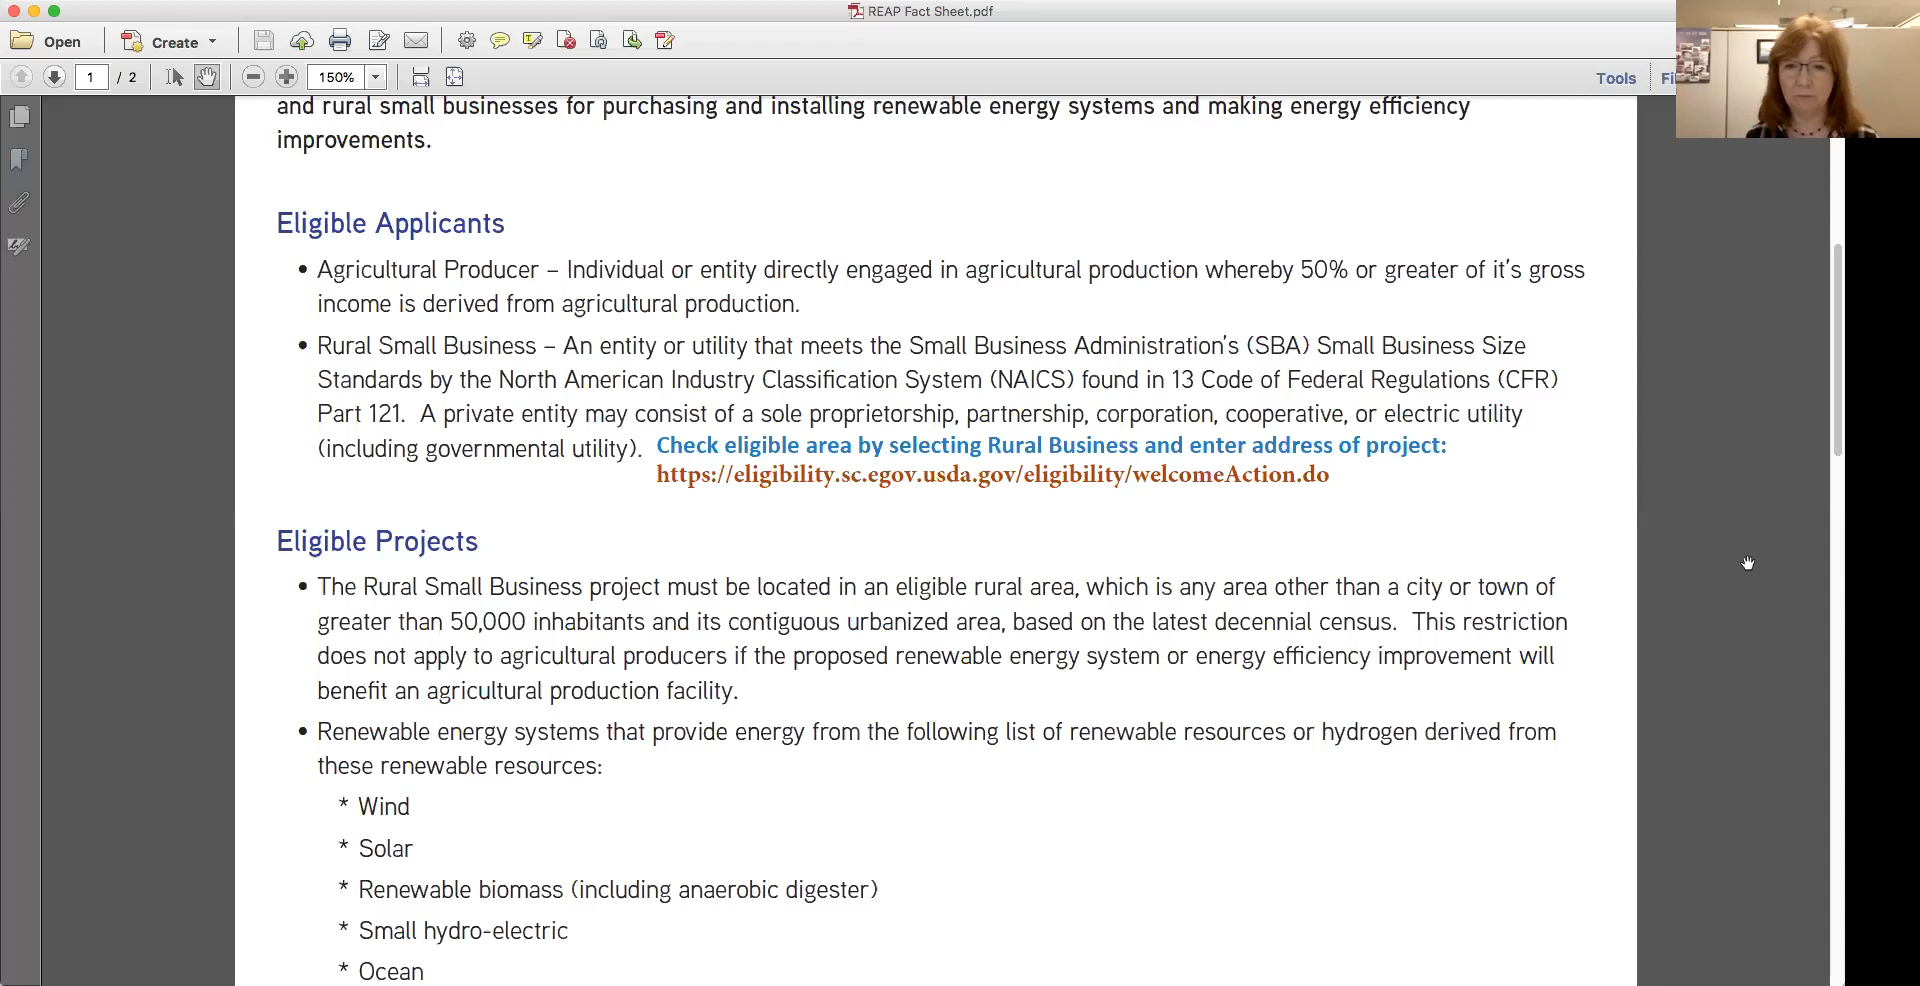 REAP Fact Sheet.pdf
Open
Create
1 / 2
150%
Tools
Fi
and rural small businesses for purchasing and installing renewable energy systems and making energy efficiency
improvements.
Eligible Applicants
• Agricultural Producer – Individual or entity directly engaged in agricultural production whereby 50% or greater of it's gross
income is derived from agricultural production.
• Rural Small Business – An entity or utility that meets the Small Business Administration's (SBA) Small Business Size
Standards by the North American Industry Classification System (NAICS) found in 13 Code of Federal Regulations (CFR)
Part 121. A private entity may consist of a sole proprietorship, partnership, corporation, cooperative, or electric utility
(including governmental utility). Check eligible area by selecting Rural Business and enter address of project:
https://eligibility.sc.egov.usda.gov/eligibility/welcomeAction.do
Eligible Projects
• The Rural Small Business project must be located in an eligible rural area, which is any area other than a city or town of
greater than 50,000 inhabitants and its contiguous urbanized area, based on the latest decennial census. This restriction
does not apply to agricultural producers if the proposed renewable energy system or energy efficiency improvement will
benefit an agricultural production facility.
• Renewable energy systems that provide energy from the following list of renewable resources or hydrogen derived from
these renewable resources:
* Wind
* Solar
* Renewable biomass (including anaerobic digester)
* Small hydro-electric
* Ocean